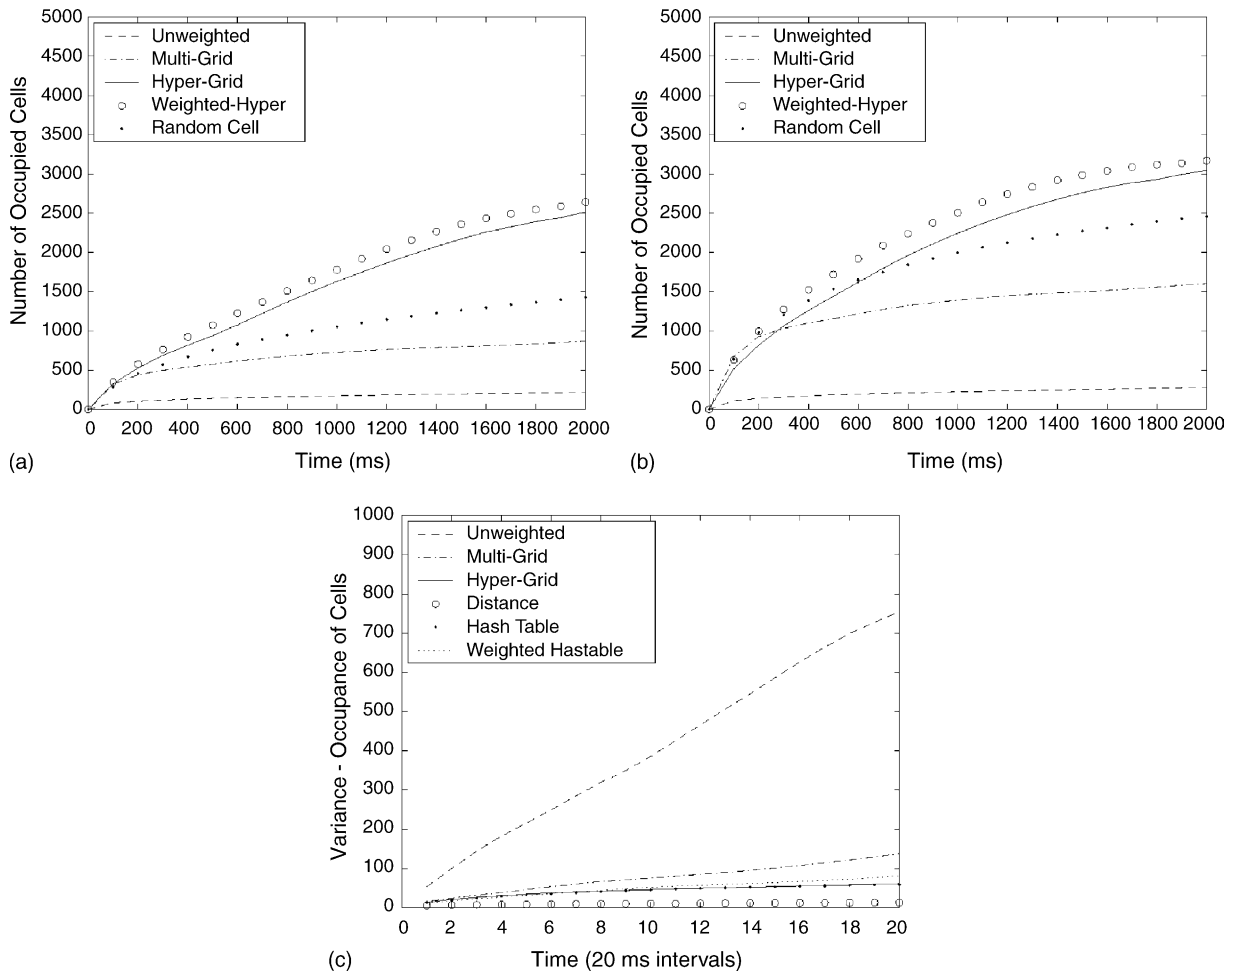 5000
4500
4000
3500
3000
2500
2000
1500
1000
500
0
Number of Occupied Cells
Unweighted
Multi-Grid
Hyper-Grid
Weighted-Hyper
Random Cell
0 200 400 600 800 1000 1200 1400 1600 1800 2000
Time (ms)
(a)
5000
4500
4000
3500
3000
2500
2000
1500
1000
500
0
Number of Occupied Cells
Unweighted
Multi-Grid
Hyper-Grid
Weighted-Hyper
Random Cell
0 200 400 600 800 1000 1200 1400 1600 1800 2000
Time (ms)
(b)
1000
900
800
700
600
500
400
300
200
100
0
Variance - Occupance of Cells
Unweighted
Multi-Grid
Hyper-Grid
Distance
Hash Table
Weighted Hastable
0 2 4 6 8 10 12 14 16 18 20
Time (20 ms intervals)
(c)